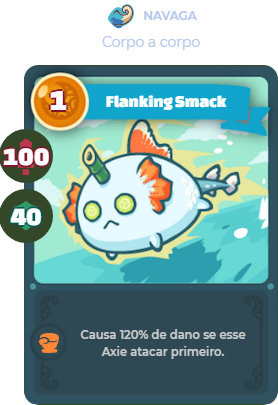 NAVAGA
Corpo a corpo
1
Flanking Smack
100
40
Causa 120% de dano se esse
Axie atacar primeiro.